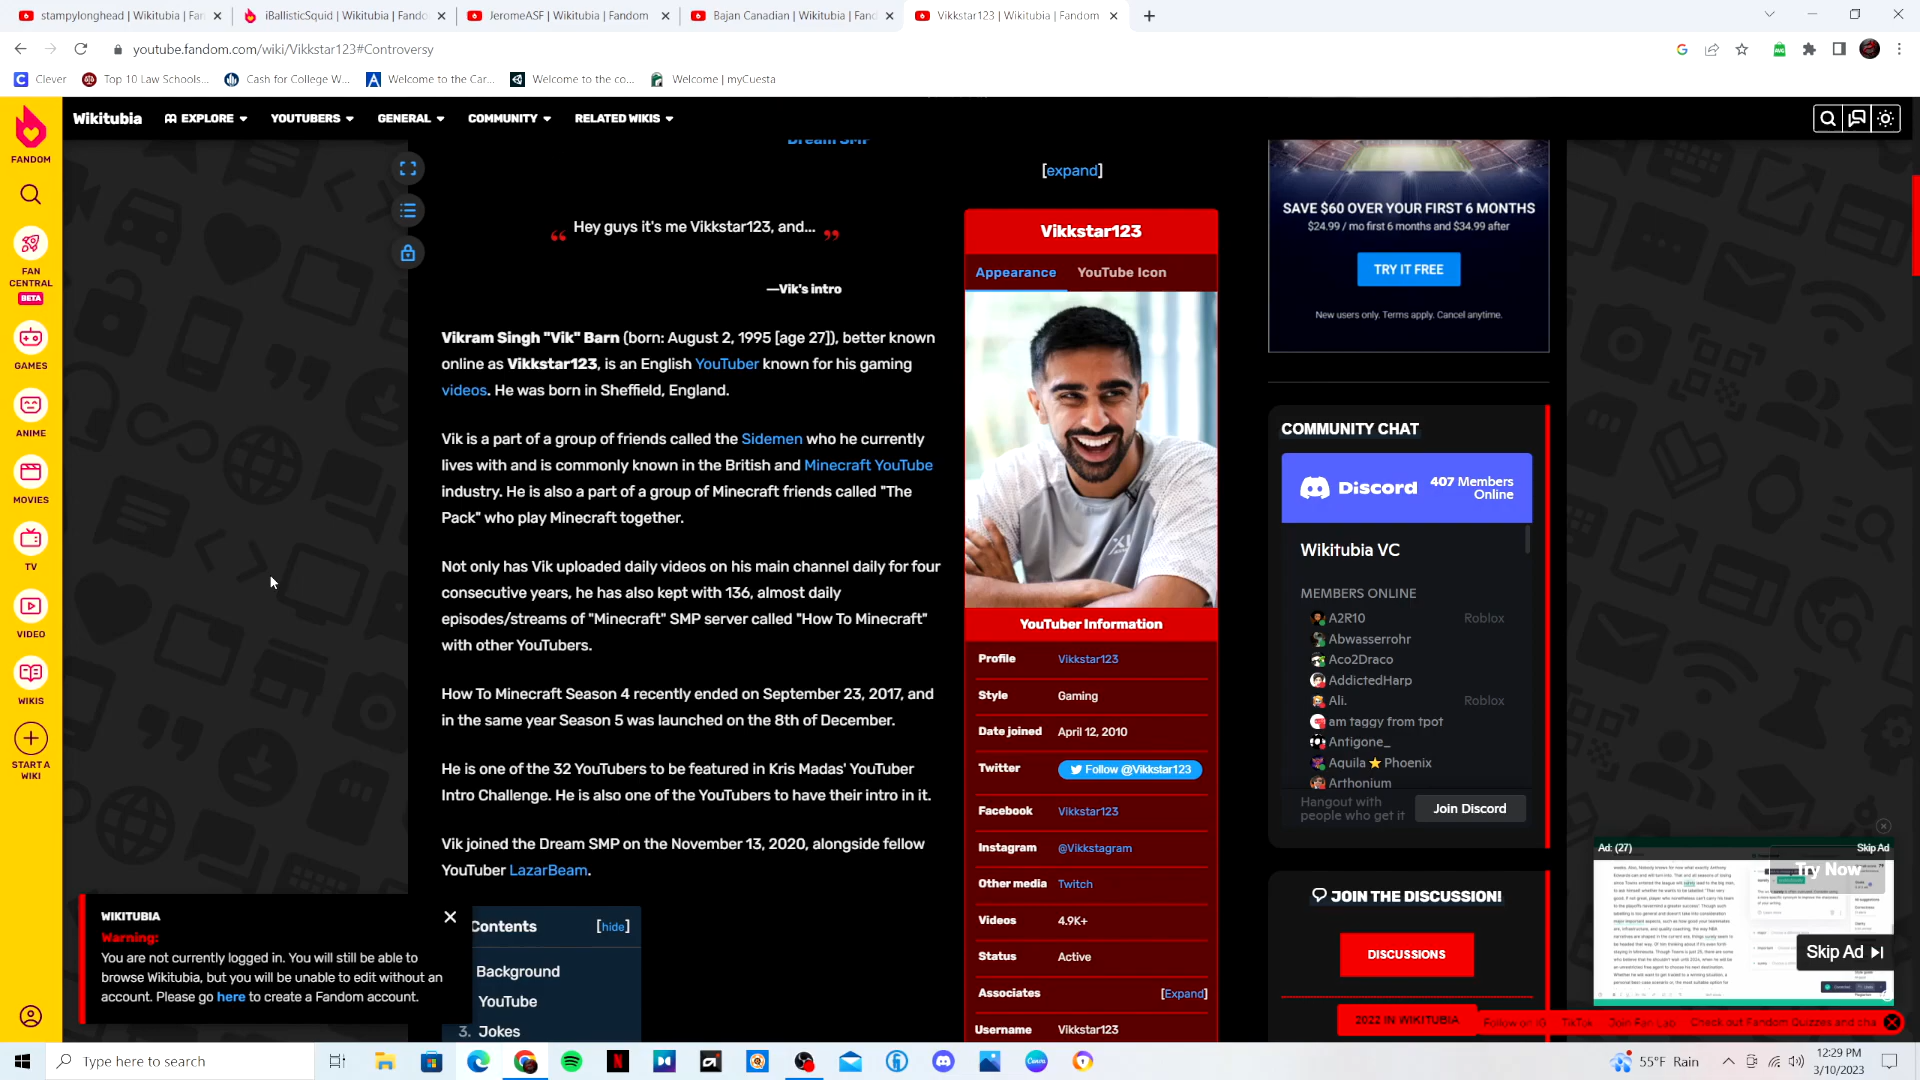 stampylonghead | Wikitubia | Fan
iBallisticSquid | Wikitubia | Fando
JeromeASF | Wikitubia | Fandom
Bajan Canadian | Wikitubia | Fand
Vikkstar123 | Wikitubia | Fandom
youtube.fandom.com/wiki/Vikkstar123#Controversy
Clever
Top 10 Law Schools...
Cash for College W...
Welcome to the Car...
Welcome to the co...
Welcome | myCuesta
Wikitubia
EXPLORE
YOUTUBERS
GENERAL
COMMUNITY
RELATED WIKIS
FANDOM
FAN
CENTRAL
BETA
GAMES
ANIME
MOVIES
TV
VIDEO
WIKIS
START A
WIKI
Dream SMP
[expand]
“ Hey guys it's me Vikkstar123, and... ”
—Vik's intro
Vikram Singh "Vik" Barn (born: August 2, 1995 [age 27]), better known
online as Vikkstar123, is an English YouTuber known for his gaming
videos. He was born in Sheffield, England.
Vik is a part of a group of friends called the Sidemen who he currently
lives with and is commonly known in the British and Minecraft YouTube
industry. He is also a part of a group of Minecraft friends called "The
Pack" who play Minecraft together.
Not only has Vik uploaded daily videos on his main channel daily for four
consecutive years, he has also kept with 136, almost daily
episodes/streams of "Minecraft" SMP server called "How To Minecraft"
with other YouTubers.
How To Minecraft Season 4 recently ended on September 23, 2017, and
in the same year Season 5 was launched on the 8th of December.
He is one of the 32 YouTubers to be featured in Kris Madas' YouTuber
Intro Challenge. He is also one of the YouTubers to have their intro in it.
Vik joined the Dream SMP on the November 13, 2020, alongside fellow
YouTuber LazarBeam.
Contents [hide]
Background
YouTube
3. Jokes
WIKITUBIA
Warning:
You are not currently logged in. You will still be able to
browse Wikitubia, but you will be unable to edit without an
account. Please go here to create a Fandom account.
Vikkstar123
Appearance
YouTube Icon
YouTuber Information
Profile Vikkstar123
Style Gaming
Date joined April 12, 2010
Twitter Follow @Vikkstar123
Facebook Vikkstar123
Instagram @Vikkstagram
Other media Twitch
Videos 4.9K+
Status Active
Associates [Expand]
Username Vikkstar123
SAVE $60 OVER YOUR FIRST 6 MONTHS
$24.99 / mo first 6 months and $34.99 after
TRY IT FREE
New users only. Terms apply. Cancel anytime.
COMMUNITY CHAT
Discord
407 Members
Online
Wikitubia VC
MEMBERS ONLINE
A2R10 Roblox
Abwasserrohr
Aco2Draco
AddictedHarp
Ali. Roblox
am taggy from tpot
Antigone_
Aquila ⭐ Phoenix
Arthonium
Hangout with
people who get it
Join Discord
JOIN THE DISCUSSION!
DISCUSSIONS
2022 IN WIKITUBIA
Follow on IG
TikTok
Join Fan Lab
Check out Fandom Quizzes and cha
Ad: (27)
Skip Ad
Try Now
Skip Ad
Type here to search
55°F Rain
12:29 PM
3/10/2023